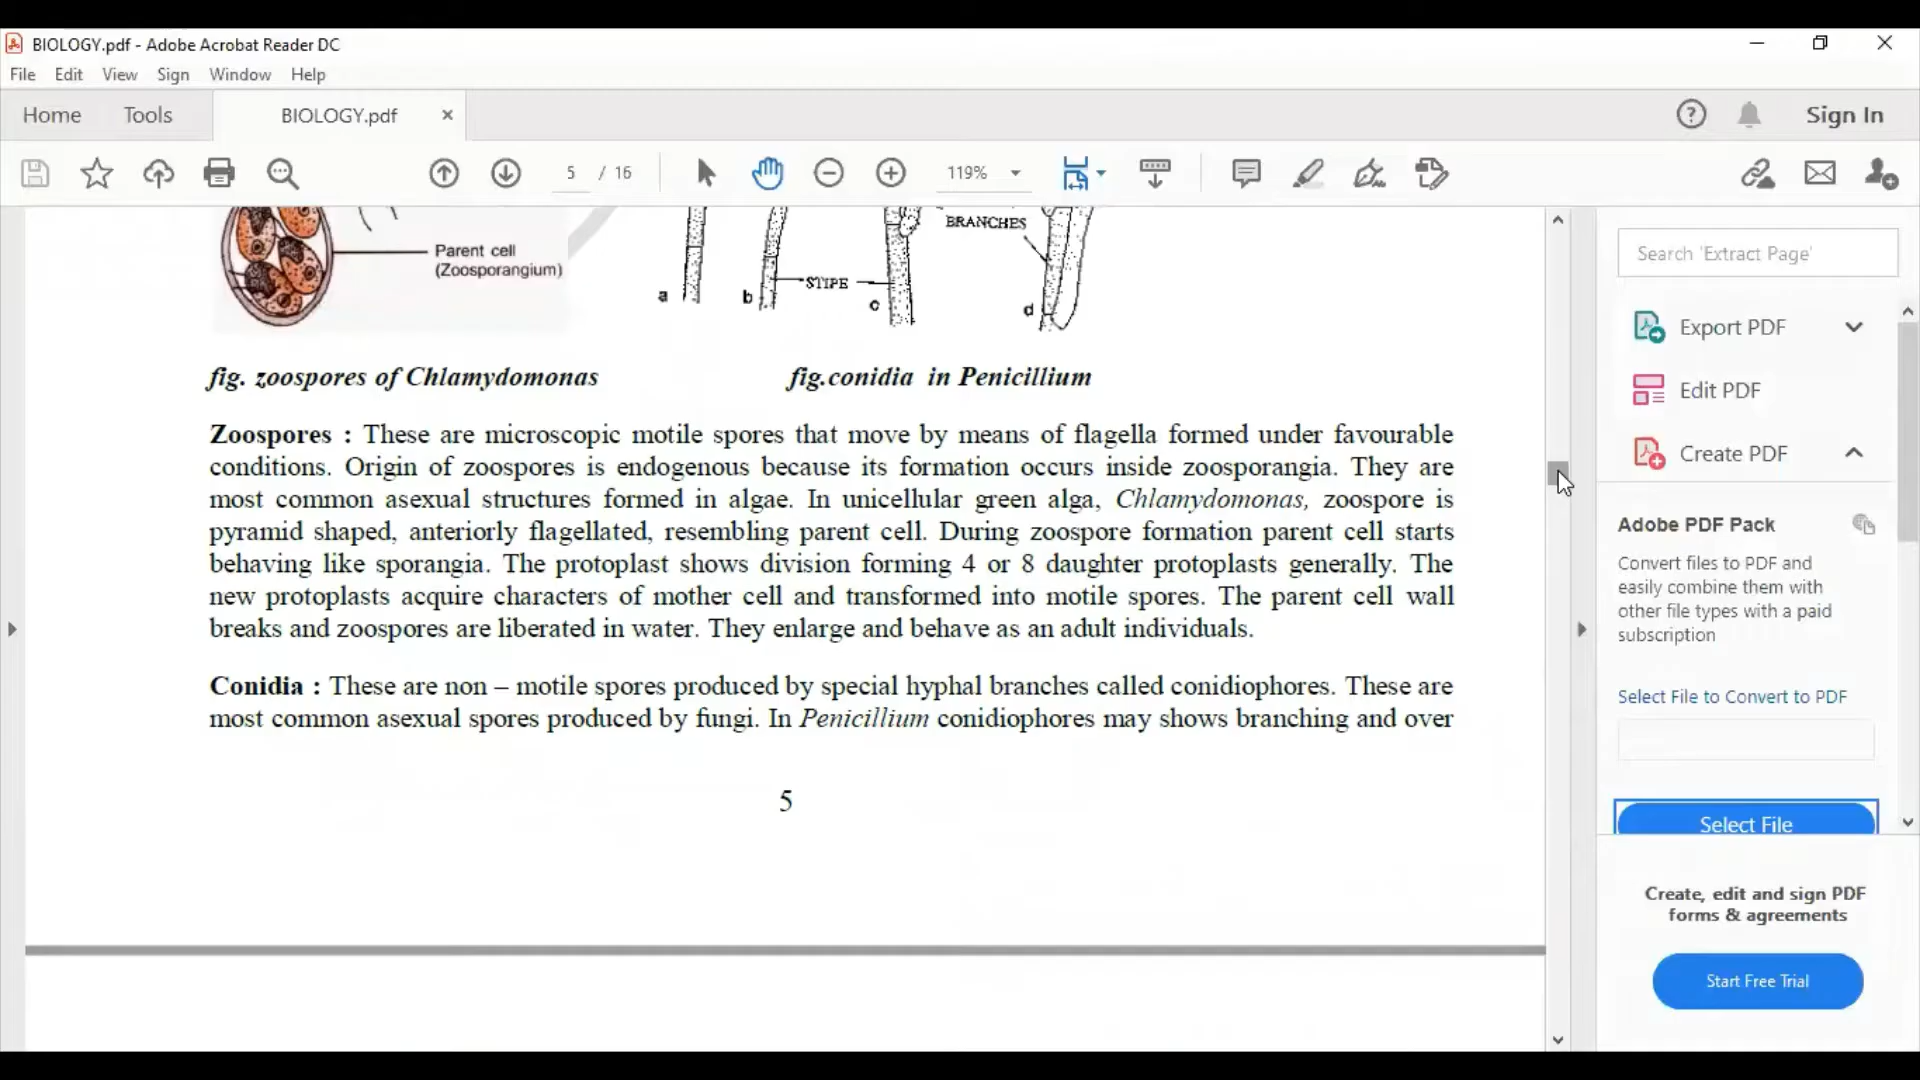 BIOLOGY.pdf - Adobe Acrobat Reader DC
File Edit View Sign Window Help
Home Tools BIOLOGY.pdf × Sign In
5 / 16 119%
Parent cell
(Zoosporangium)
BRANCHES
STIPE
a b c d
fig. zoospores of Chlamydomonas fig.conidia in Penicillium
Zoospores : These are microscopic motile spores that move by means of flagella formed under favourable
conditions. Origin of zoospores is endogenous because its formation occurs inside zoosporangia. They are
most common asexual structures formed in algae. In unicellular green alga, Chlamydomonas, zoospore is
pyramid shaped, anteriorly flagellated, resembling parent cell. During zoospore formation parent cell starts
behaving like sporangia. The protoplast shows division forming 4 or 8 daughter protoplasts generally. The
new protoplasts acquire characters of mother cell and transformed into motile spores. The parent cell wall
breaks and zoospores are liberated in water. They enlarge and behave as an adult individuals.
Conidia : These are non – motile spores produced by special hyphal branches called conidiophores. These are
most common asexual spores produced by fungi. In Penicillium conidiophores may shows branching and over
5
Search 'Extract Page'
Export PDF
Edit PDF
Create PDF
Adobe PDF Pack
Convert files to PDF and
easily combine them with
other file types with a paid
subscription
Select File to Convert to PDF
Select File
Create, edit and sign PDF
forms & agreements
Start Free Trial